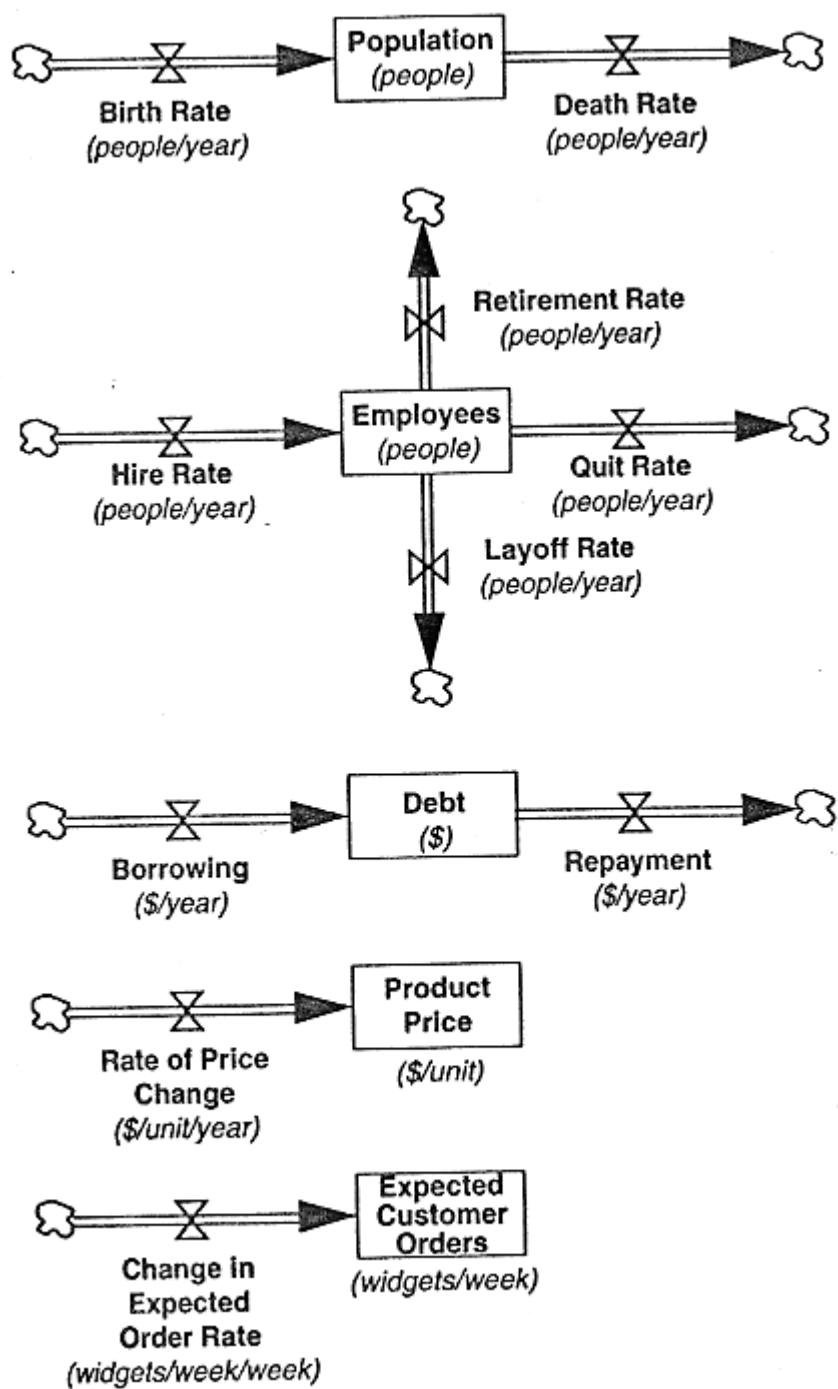 Population
(people)
Birth Rate
(people/year)
Death Rate
(people/year)
Retirement Rate
(people/year)
Employees
(people)
Hire Rate
(people/year)
Quit Rate
(people/year)
Layoff Rate
(people/year)
Debt
($)
Borrowing
($/year)
Repayment
($/year)
Product
Price
($/unit)
Rate of Price
Change
($/unit/year)
Expected
Customer
Orders
(widgets/week)
Change in
Expected
Order Rate
(widgets/week/week)